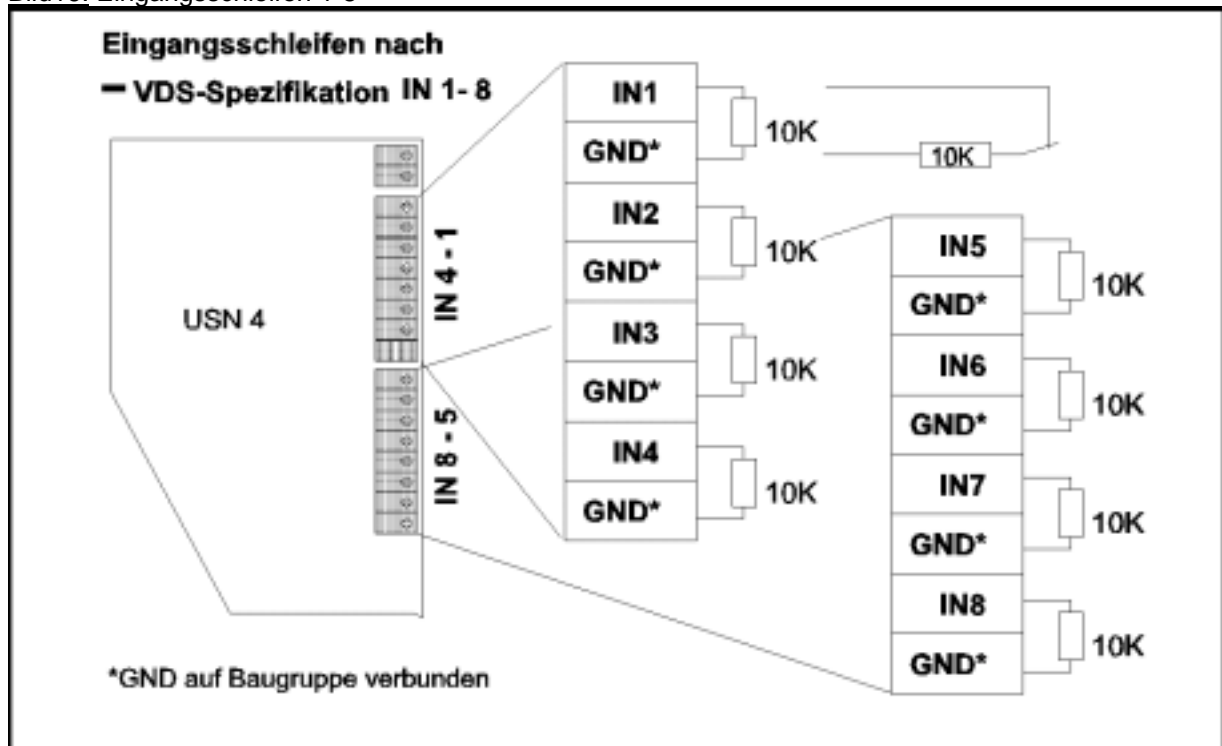 Eingangsschleifen nach
– VDS-Spezifikation IN 1- 8
USN 4
IN 4 - 1
IN 8 - 5
IN1
GND*
IN2
GND*
IN3
GND*
IN4
GND*
10K
10K
10K
10K
10K
IN5
GND*
IN6
GND*
IN7
GND*
IN8
GND*
10K
10K
10K
10K
*GND auf Baugruppe verbunden